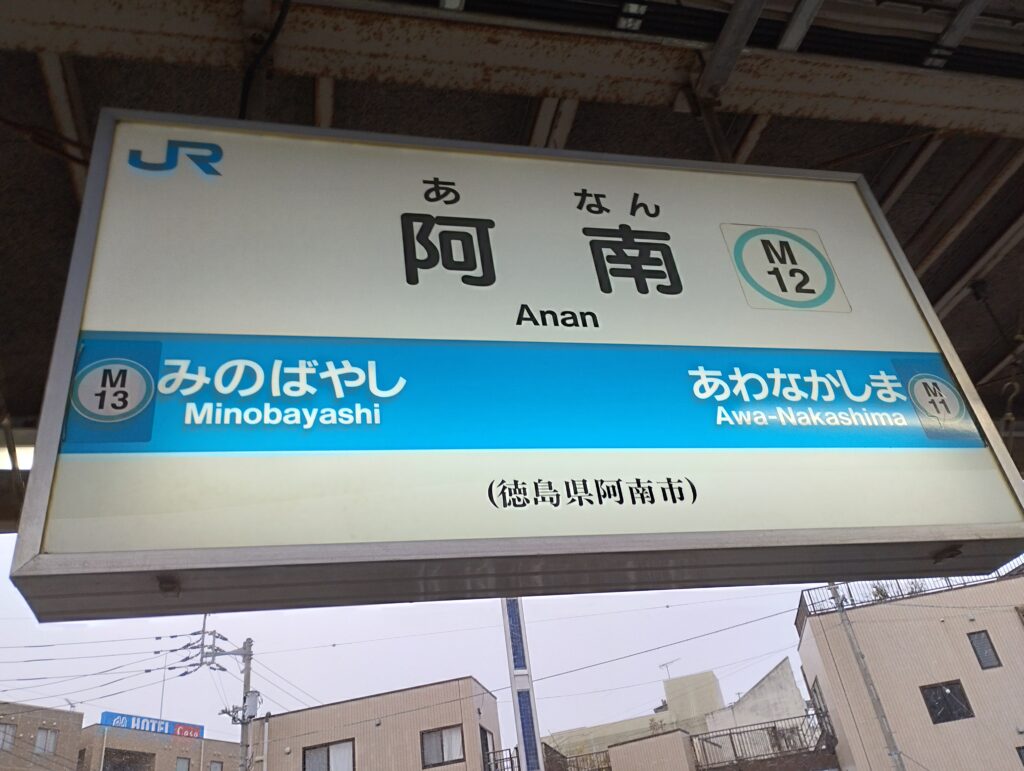 JR
あ なん
阿南
M
12
Anan
M
13
みのばやし
Minobayashi
あわなかしま
Awa-Nakashima
M
11
(徳島県阿南市)
HOTEL